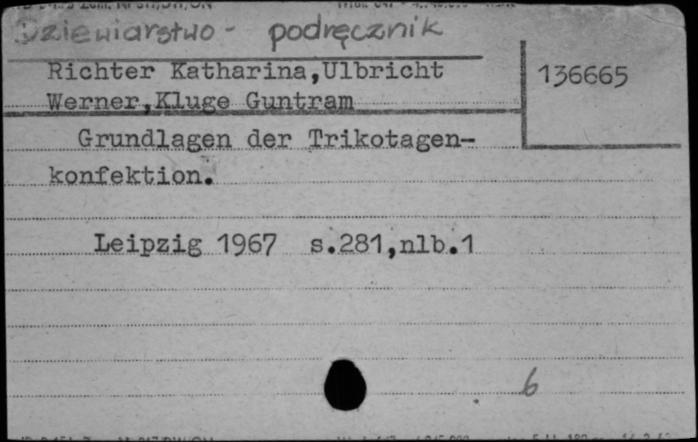 Dziewiarstwo - podręcznik
Richter Katharina,Ulbricht
Werner,Kluge Guntram
136665
Grundlagen der Trikotagen-
konfektion.
Leipzig 1967 s.281,nlb.1
6